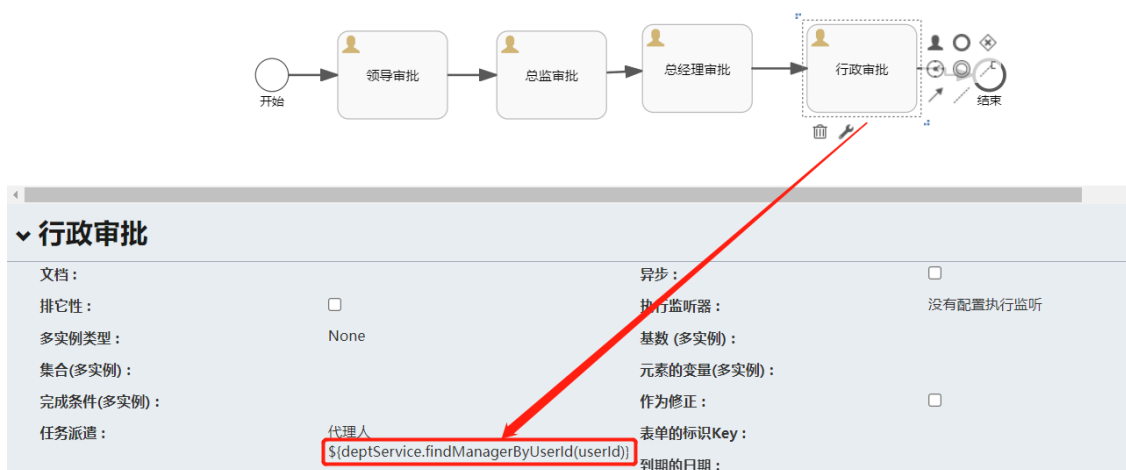 领导审批
总监审批
总经理审批
行政审批
开始
结束
行政审批
文档：
异步：
排它性：
执行监听器：
没有配置执行监听
多实例类型：
None
基数 (多实例)：
集合(多实例)：
元素的变量(多实例)：
完成条件(多实例)：
作为修正：
任务派遣：
代理人
表单的标识Key：
${deptService.findManagerByUserId(userId)}
到期的日期：